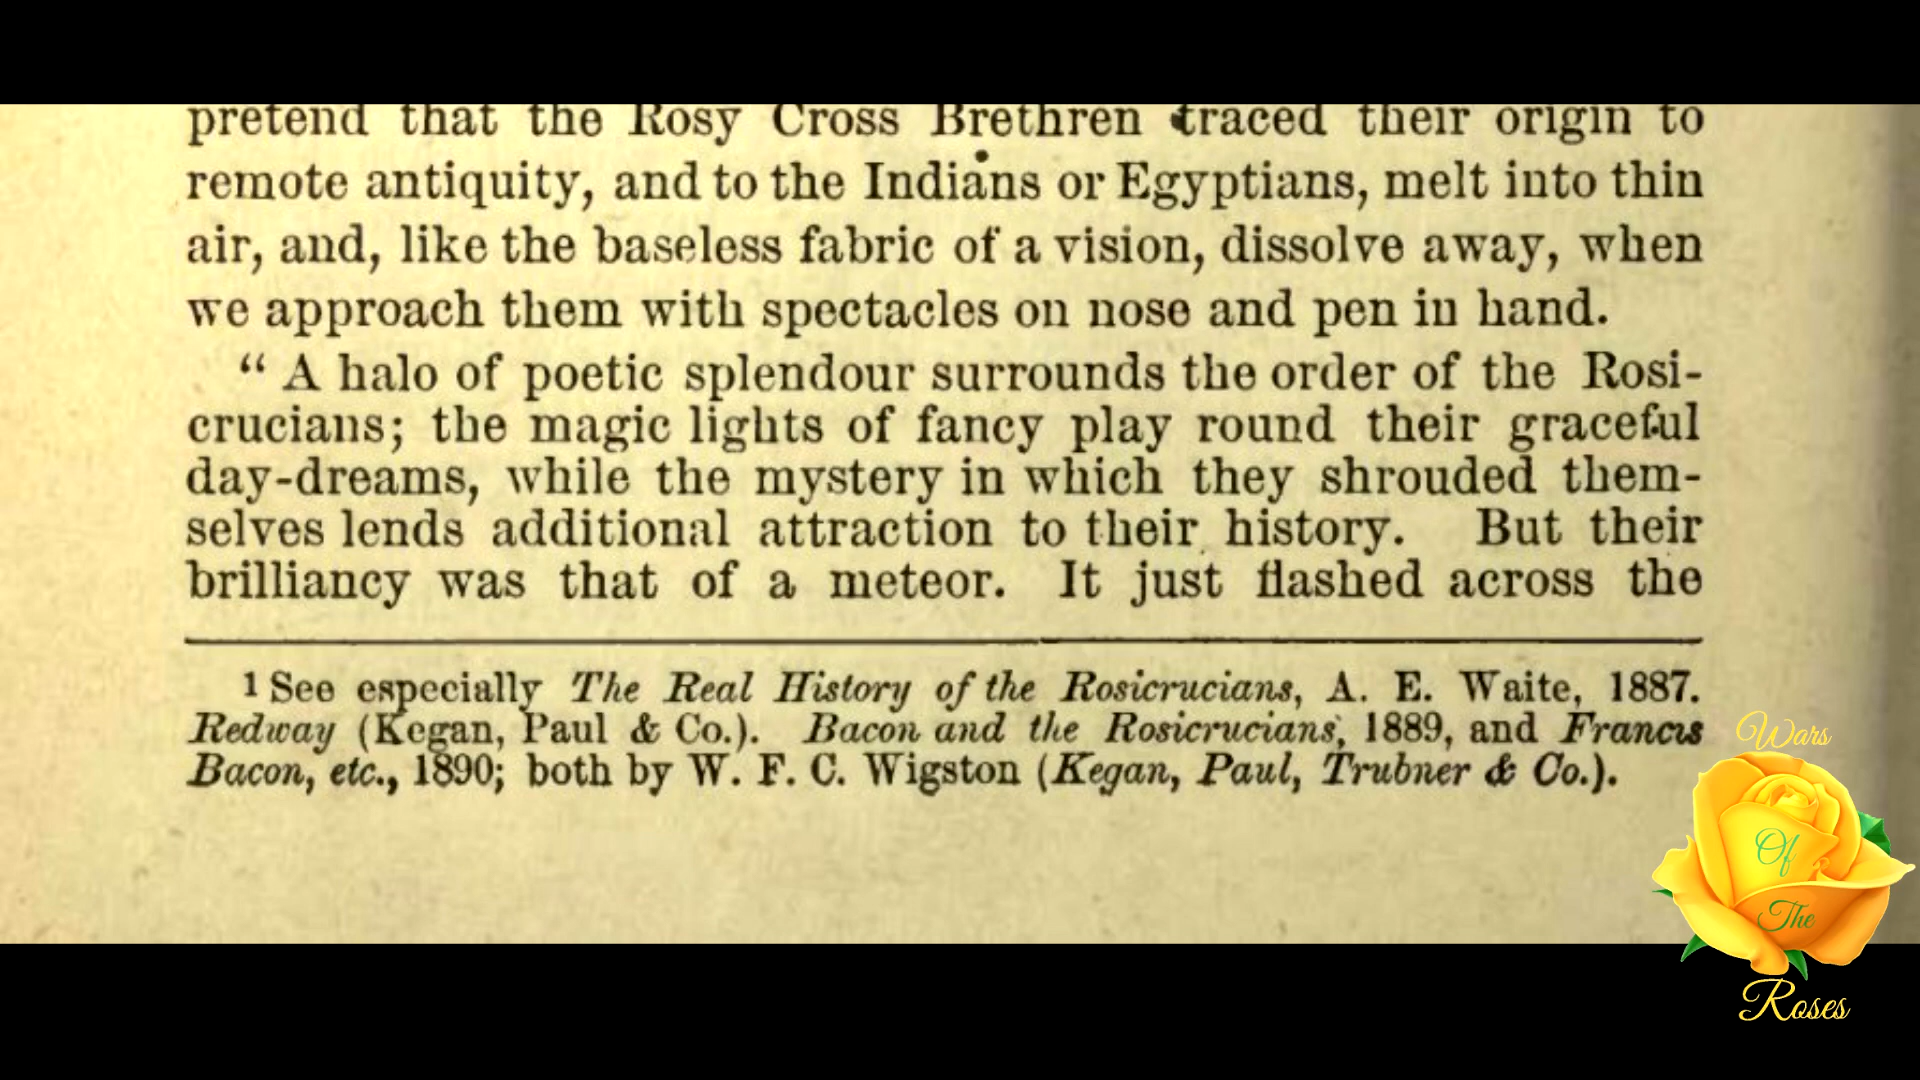 pretend that the Rosy Cross Brethren traced their origin to
remote antiquity, and to the Indians or Egyptians, melt into thin
air, and, like the baseless fabric of a vision, dissolve away, when
we approach them with spectacles on nose and pen in hand.
“ A halo of poetic splendour surrounds the order of the Rosi-
crucians; the magic lights of fancy play round their graceful
day-dreams, while the mystery in which they shrouded them-
selves lends additional attraction to their history. But their
brilliancy was that of a meteor. It just flashed across the
1 See especially The Real History of the Rosicrucians, A. E. Waite, 1887.
Redway (Kegan, Paul & Co.). Bacon and the Rosicrucians, 1889, and Francis
Bacon, etc., 1890; both by W. F. C. Wigston (Kegan, Paul, Trubner & Co.).
Wars
Of
The
Roses